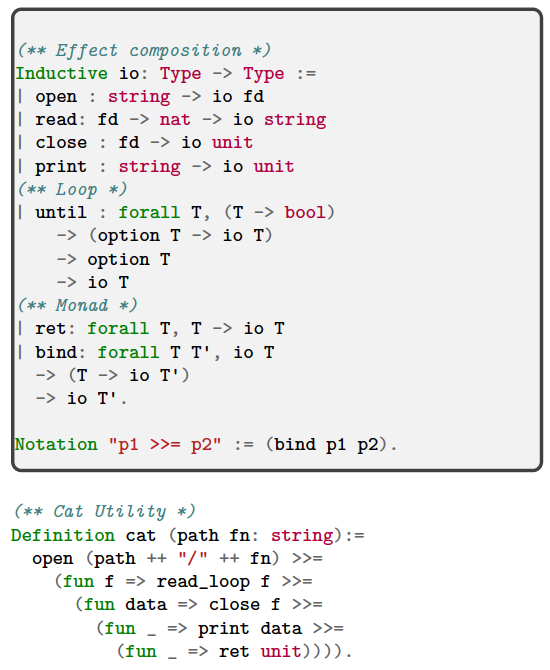 (** Effect composition *)
Inductive io: Type -> Type :=
| open : string -> io fd
| read: fd -> nat -> io string
| close : fd -> io unit
| print : string -> io unit
(** Loop *)
| until : forall T, (T -> bool)
-> (option T -> io T)
-> option T
-> io T
(** Monad *)
| ret: forall T, T -> io T
| bind: forall T T', io T
-> (T -> io T')
-> io T'.
Notation "p1 >>= p2" := (bind p1 p2).
(** Cat Utility *)
Definition cat (path fn: string):=
open (path ++ "/" ++ fn) >>=
(fun f => read_loop f >>=
(fun data => close f >>=
(fun _ => print data >>=
(fun _ => ret unit)))).